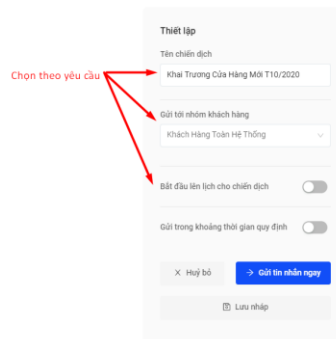 Thiết lập
Tên chiến dịch
Chọn theo yêu cầu
Khai Trương Cửa Hàng Mới T10/2020
Gửi tới nhóm khách hàng
Khách Hàng Toàn Hệ Thống
Bắt đầu lên lịch cho chiến dịch
Gửi trong khoảng thời gian quy định
Huỷ bỏ
Gửi tin nhắn ngay
Lưu nháp